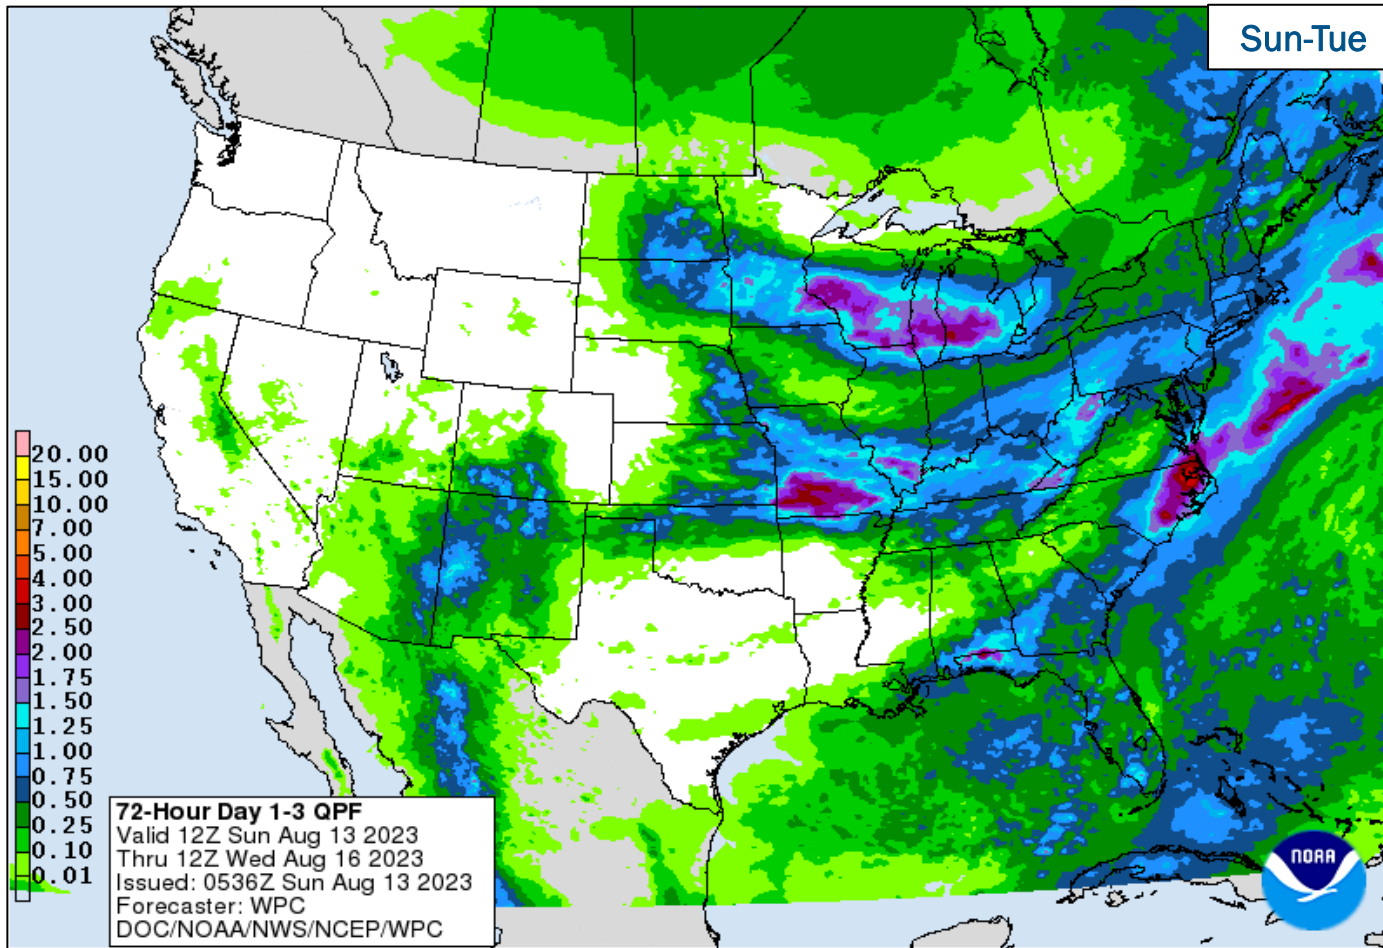 Sun-Tue
20.00
15.00
10.00
7.00
5.00
4.00
3.00
2.50
2.00
1.75
1.50
1.25
1.00
0.75
0.50
0.25
0.10
0.01
72-Hour Day 1-3 QPF
Valid 12Z Sun Aug 13 2023
Thru 12Z Wed Aug 16 2023
Issued: 0536Z Sun Aug 13 2023
Forecaster: WPC
DOC/NOAA/NWS/NCEP/WPC
NOAA